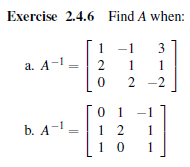 Exercise 2.4.6 Find A when:
a. A⁻¹ = [ 1 −1 3
2 1 1
0 2 −2 ]
b. A⁻¹ = [ 0 1 −1
1 2 1
1 0 1 ]